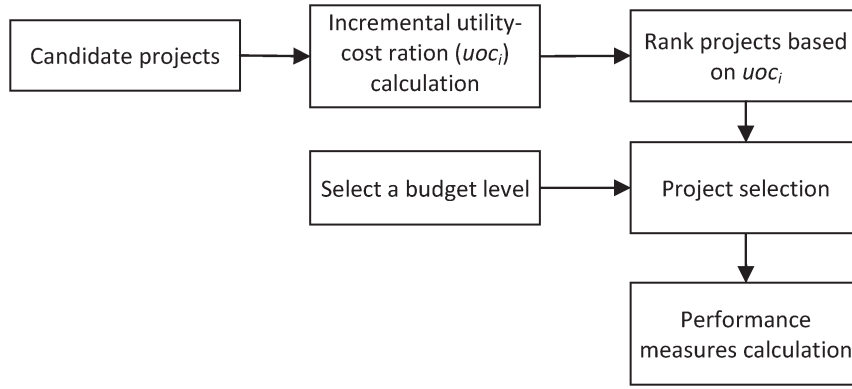 Candidate projects
Incremental utility-
cost ration (uocᵢ)
calculation
Rank projects based
on uocᵢ
Select a budget level
Project selection
Performance
measures calculation